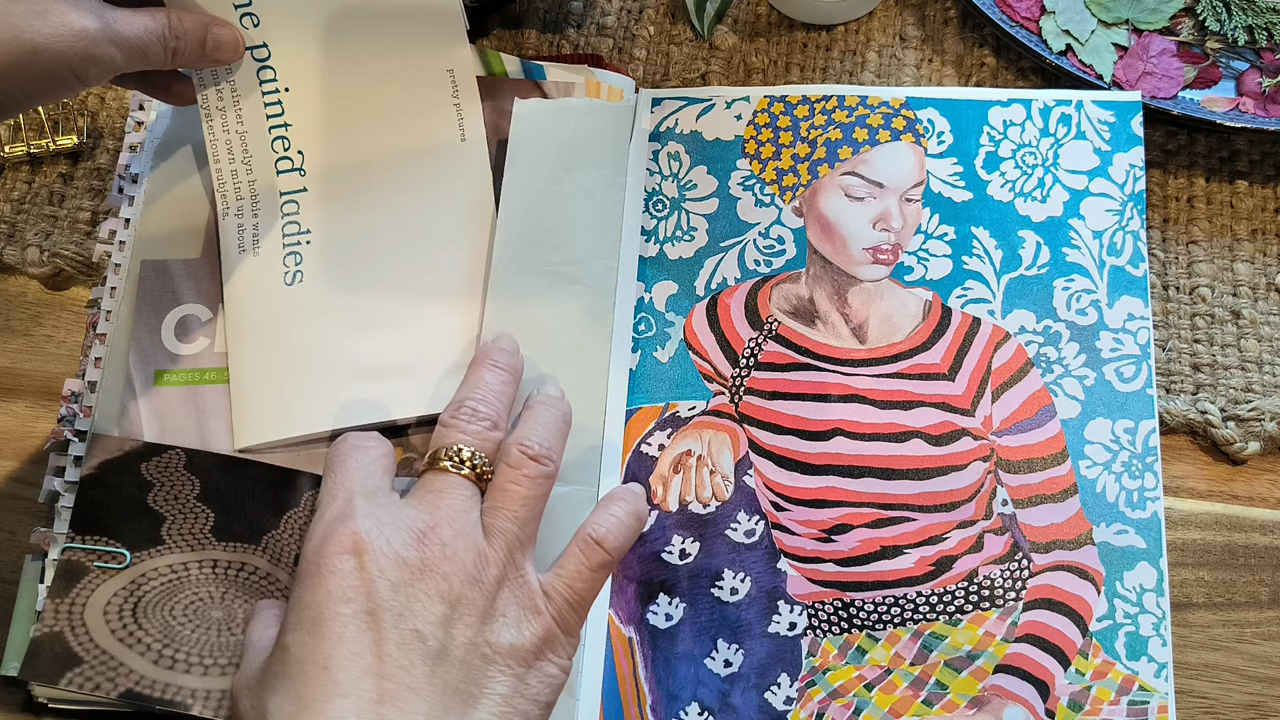 he painted ladies
n painter jocelyn hobbie wants
make your own mind up about
her mysterious subjects.
pretty pictures
PAGES 46-